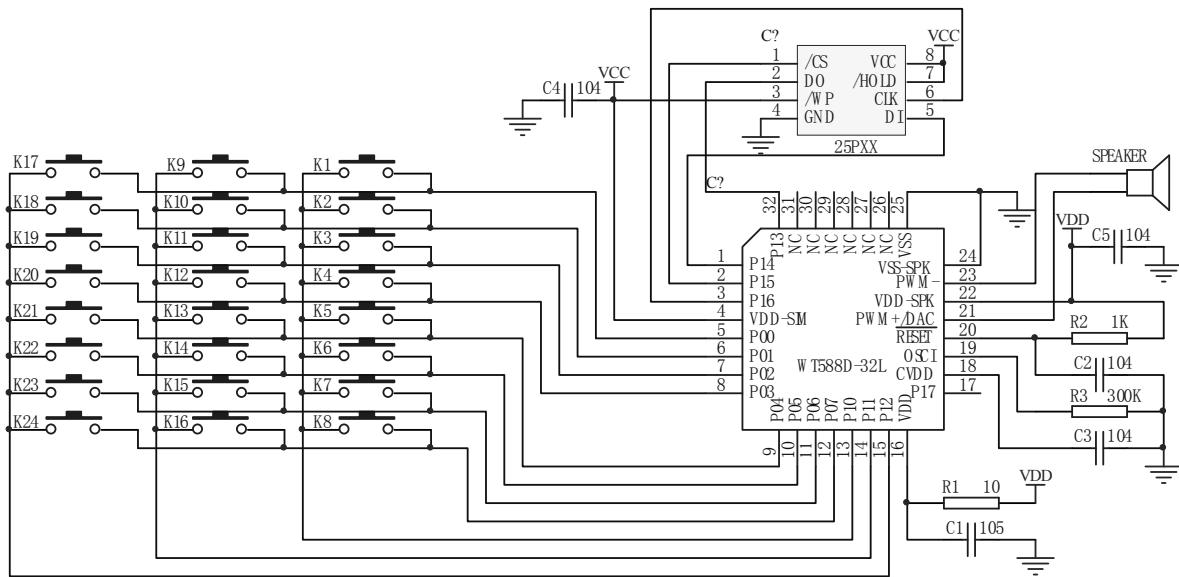 C?
VCC
VCC
C4 104
1 /CS VCC 8
2 DO /HOLD 7
3 /WP CLK 6
4 GND DI 5
25PXX
SPEAKER
K17 K9 K1
K18 K10 K2
K19 K11 K3
K20 K12 K4
K21 K13 K5
K22 K14 K6
K23 K15 K7
K24 K16 K8
C?
32 31 30 29 28 27 26 25
P13 NC NC NC NC NC NC VSS
VDD
C5 104
1 P14 VSS-SPK 24
2 P15 PWM- 23
3 P16 VDD-SPK 22
4 VDD-SIM PWM+/DAC 21
5 P00 RESET 20
6 P01 OSCI 19
7 P02 CVDD 18
8 P03 P17 17
WT588D-32L
P04 P05 P06 P07 P10 P11 P12 VDD
9 10 11 12 13 14 15 16
R2 1K
C2 104
R3 300K
C3 104
R1 10
VDD
C1 105